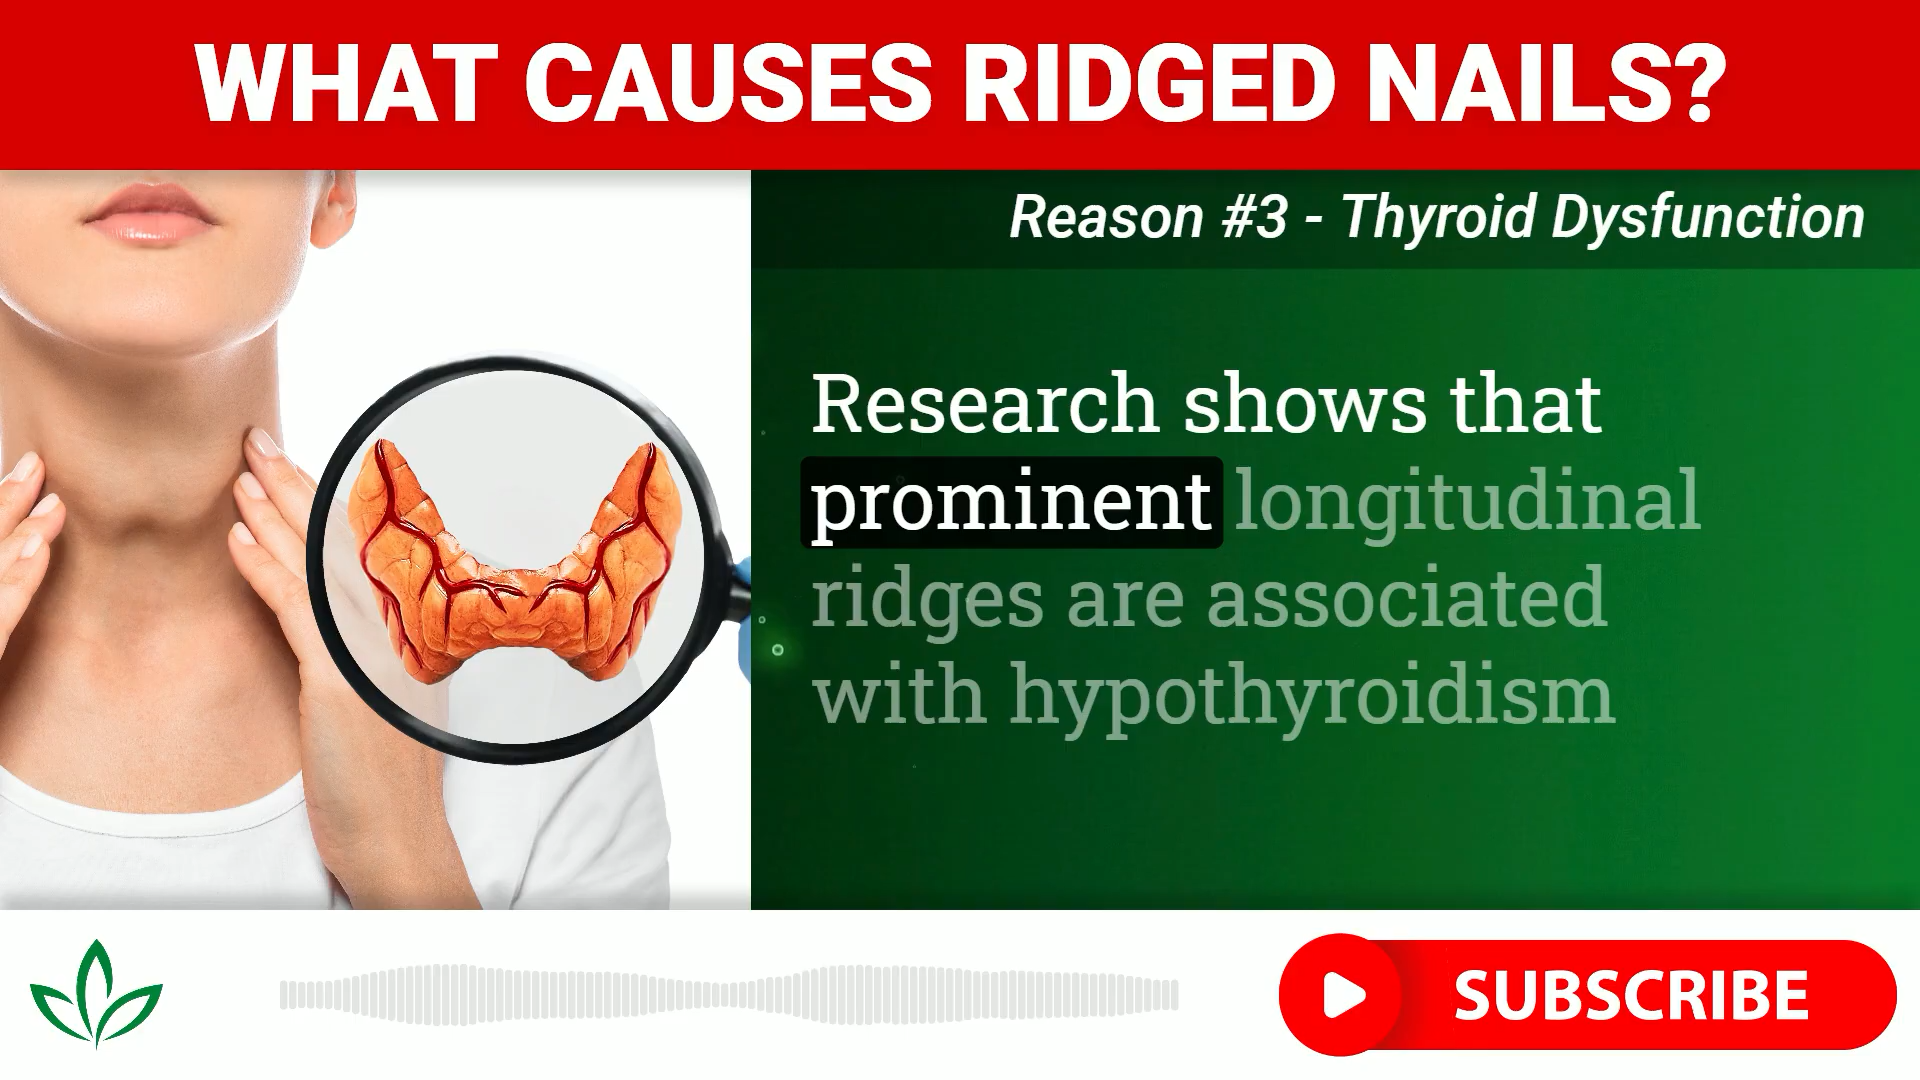 WHAT CAUSES RIDGED NAILS?
Reason #3 - Thyroid Dysfunction
Research shows that
prominent longitudinal
ridges are associated
with hypothyroidism
SUBSCRIBE